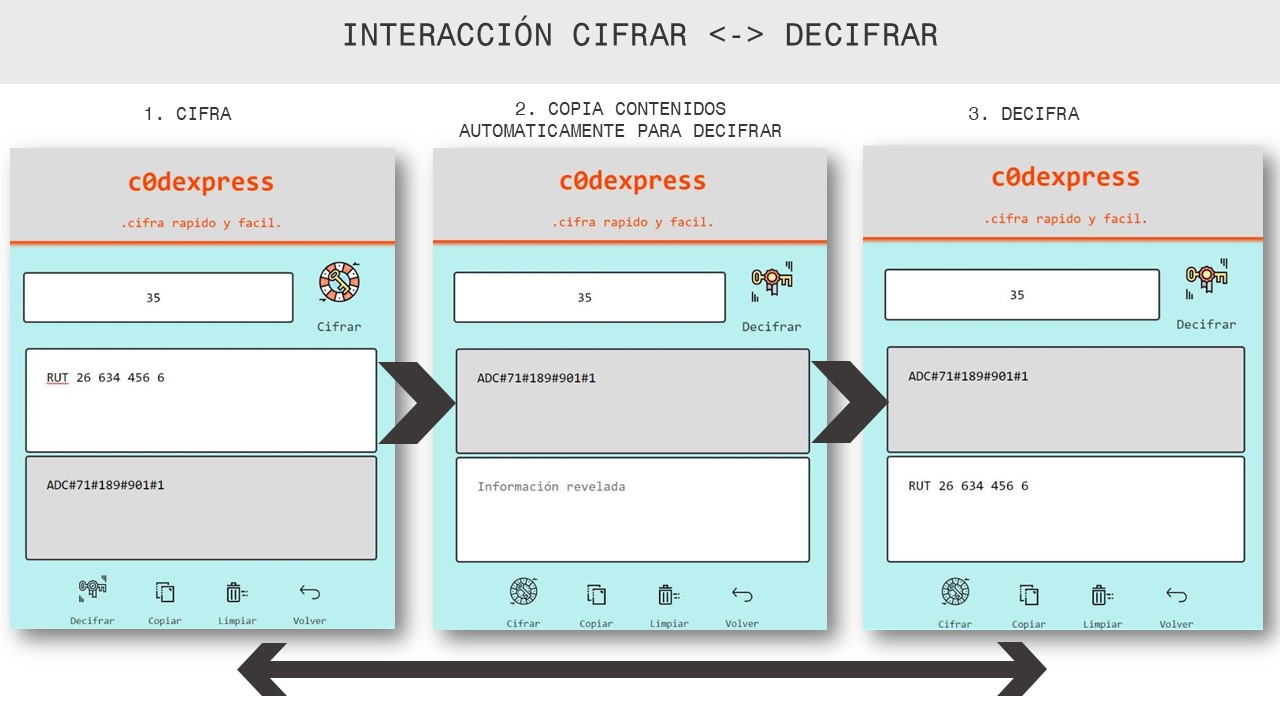 INTERACCIÓN CIFRAR <-> DECIFRAR
1. CIFRA
c0dexpress
.cifra rapido y facil.
35
Cifrar
RUT 26 634 456 6
ADC#71#189#901#1
Decifrar
Copiar
Limpiar
Volver
2. COPIA CONTENIDOS
AUTOMATICAMENTE PARA DECIFRAR
c0dexpress
.cifra rapido y facil.
35
Decifrar
ADC#71#189#901#1
Información revelada
Cifrar
Copiar
Limpiar
Volver
3. DECIFRA
c0dexpress
.cifra rapido y facil.
35
Decifrar
ADC#71#189#901#1
RUT 26 634 456 6
Cifrar
Copiar
Limpiar
Volver